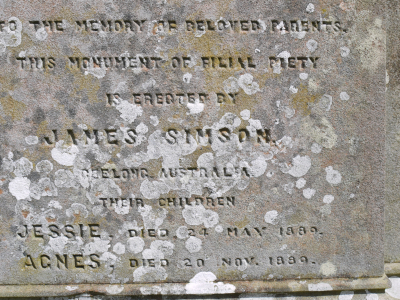 TO THE MEMORY OF BELOVED PARENTS.
THIS MONUMENT OF FILIAL PIETY
IS ERECTED BY
JAMES SIMSON.
GEELONG AUSTRALIA
THEIR CHILDREN
JESSIE, DIED 24 MAY 1889.
AGNES, DIED 20 NOV. 1889.